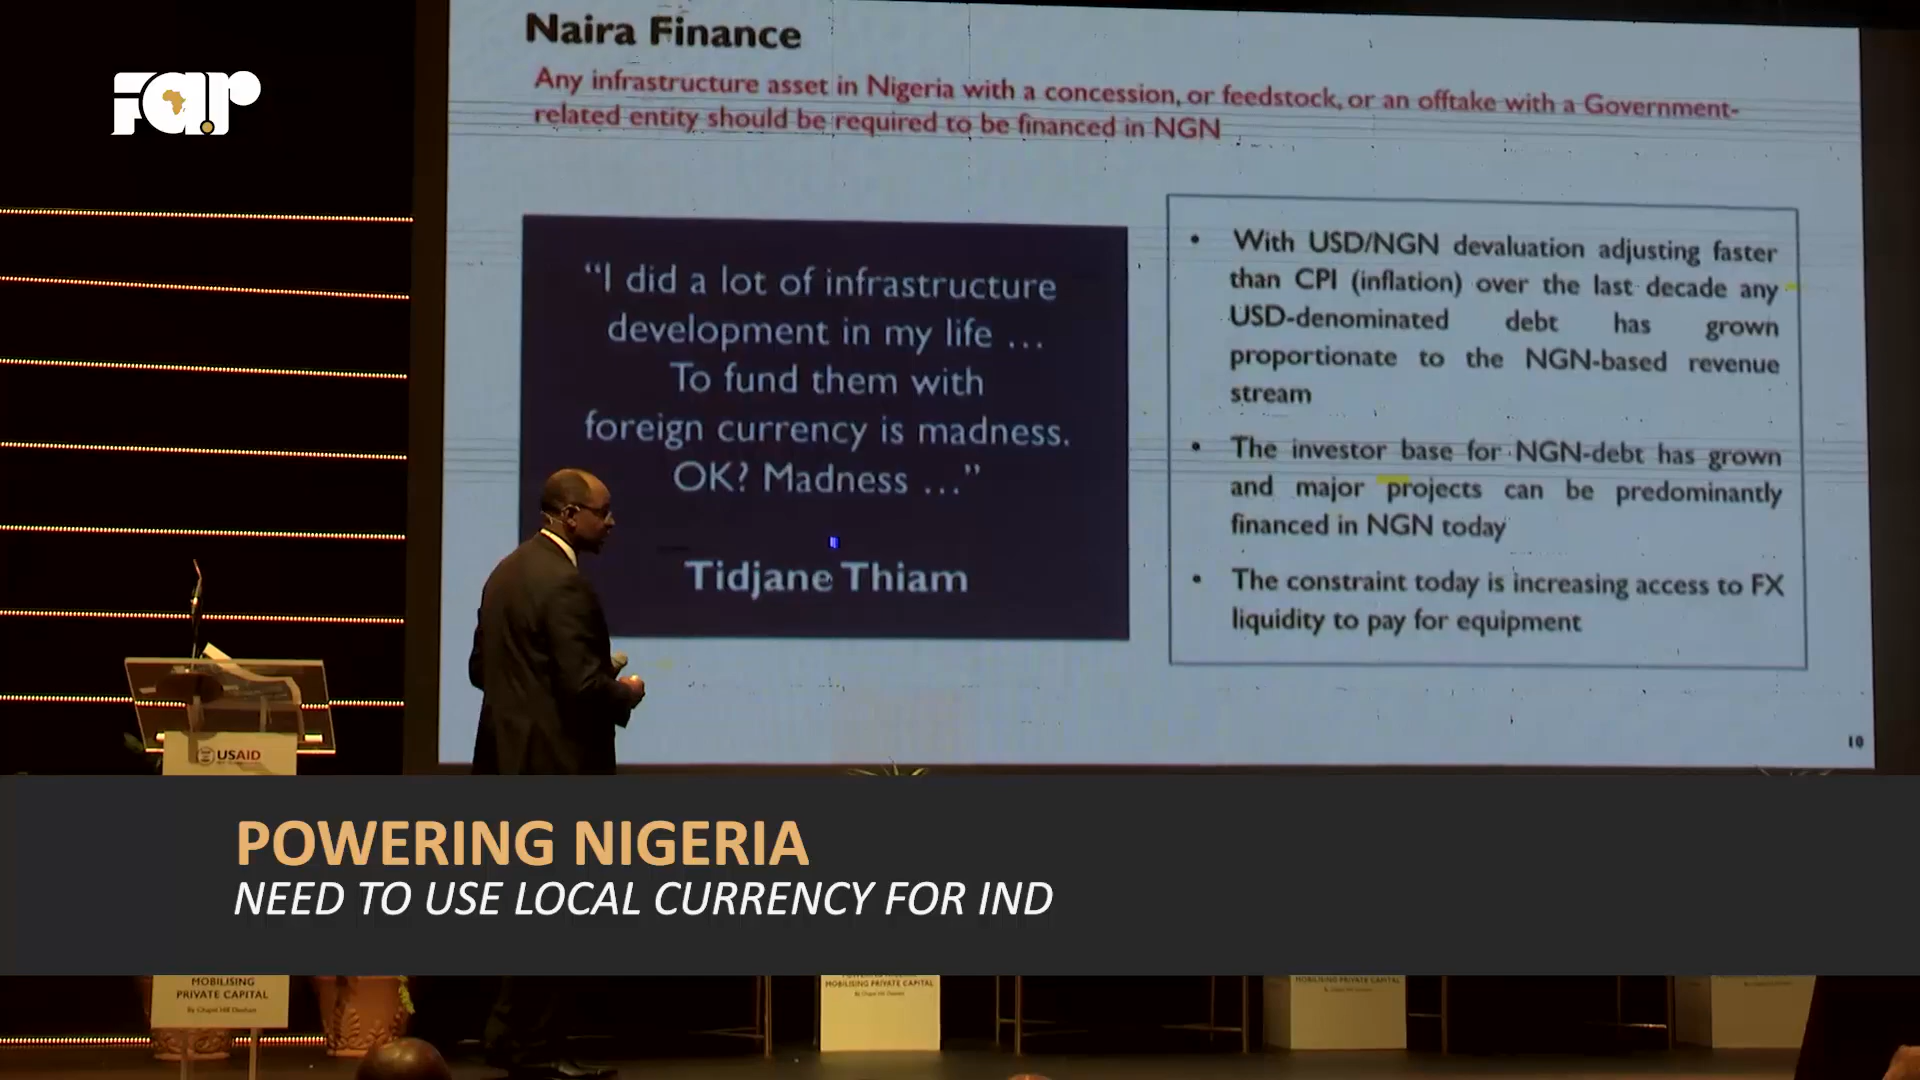 Far
Naira Finance
Any infrastructure asset in Nigeria with a concession, or feedstock, or an offtake with a Government-
related entity should be required to be financed in NGN
“I did a lot of infrastructure
development in my life ...
To fund them with
foreign currency is madness.
OK? Madness ...”
Tidjane Thiam
• With USD/NGN devaluation adjusting faster
than CPI (inflation) over the last decade any
USD-denominated debt has grown
proportionate to the NGN-based revenue
stream
• The investor base for NGN-debt has grown
and major projects can be predominantly
financed in NGN today
• The constraint today is increasing access to FX
liquidity to pay for equipment
10
USAID
POWERING NIGERIA
NEED TO USE LOCAL CURRENCY FOR IND
MOBILISING
PRIVATE CAPITAL
By Chapel Hill Denham
MOBILISING PRIVATE CAPITAL
By Chapel Hill Denham
MOBILISING PRIVATE CAPITAL